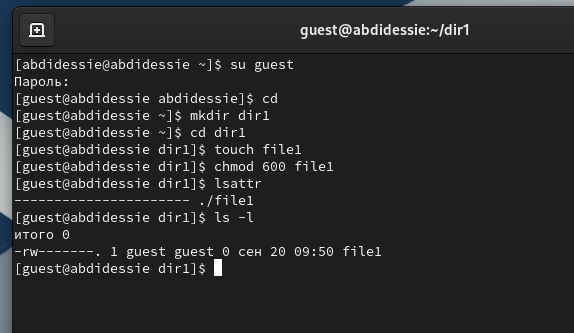 guest@abdidessie:~/dir1
[abdidessie@abdidessie ~]$ su guest
Пароль:
[guest@abdidessie abdidessie]$ cd
[guest@abdidessie ~]$ mkdir dir1
[guest@abdidessie ~]$ cd dir1
[guest@abdidessie dir1]$ touch file1
[guest@abdidessie dir1]$ chmod 600 file1
[guest@abdidessie dir1]$ lsattr
---------------------- ./file1
[guest@abdidessie dir1]$ ls -l
итого 0
-rw-------. 1 guest guest 0 сен 20 09:50 file1
[guest@abdidessie dir1]$